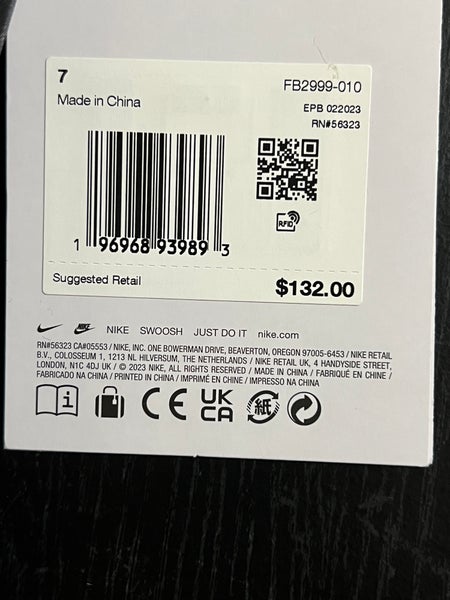 7
FB2999-010
Made in China
EPB 022023
RN#56323
RFID
1 96968 93989 3
Suggested Retail
$132.00
NIKE SWOOSH JUST DO IT nike.com
RN#56323 CA#05553 / NIKE, INC. ONE BOWERMAN DRIVE, BEAVERTON, OREGON 97005-6453 / NIKE RETAIL
B.V., COLOSSEUM 1, 1213 NL HILVERSUM, THE NETHERLANDS / NIKE RETAIL UK, 4 HANDYSIDE STREET,
LONDON, N1C 4DJ UK / © 2023 NIKE, ALL RIGHTS RESERVED / MADE IN CHINA / FABRIQUÉ EN CHINE /
FABRICADO NA CHINA / PRINTED IN CHINA / IMPRIMÉ EN CHINE / IMPRESSO NA CHINA
i CE UK CA 紙